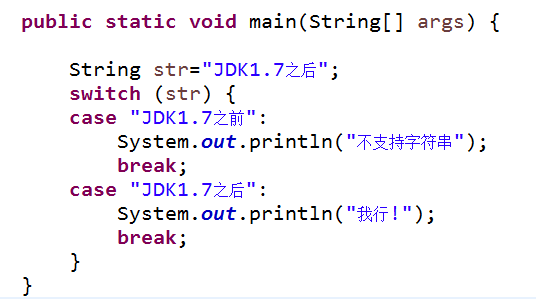 public static void main(String[] args) {
String str="JDK1.7之后";
switch (str) {
case "JDK1.7之前":
System.out.println("不支持字符串");
break;
case "JDK1.7之后":
System.out.println("我行!");
break;
}
}